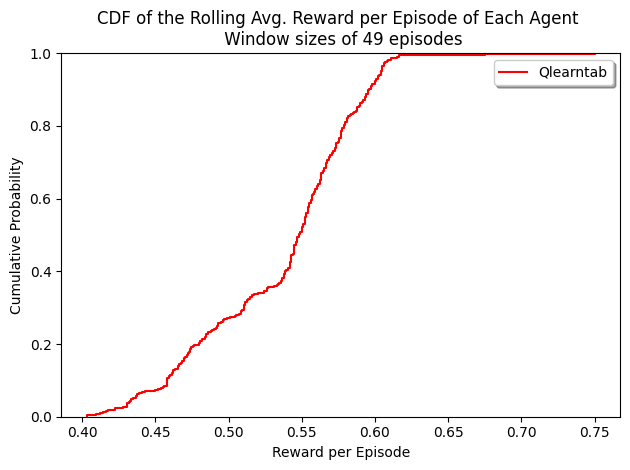 CDF of the Rolling Avg. Reward per Episode of Each Agent
Window sizes of 49 episodes
Qlearntab
Cumulative Probability
1.0
0.8
0.6
0.4
0.2
0.0
0.40 0.45 0.50 0.55 0.60 0.65 0.70 0.75
Reward per Episode